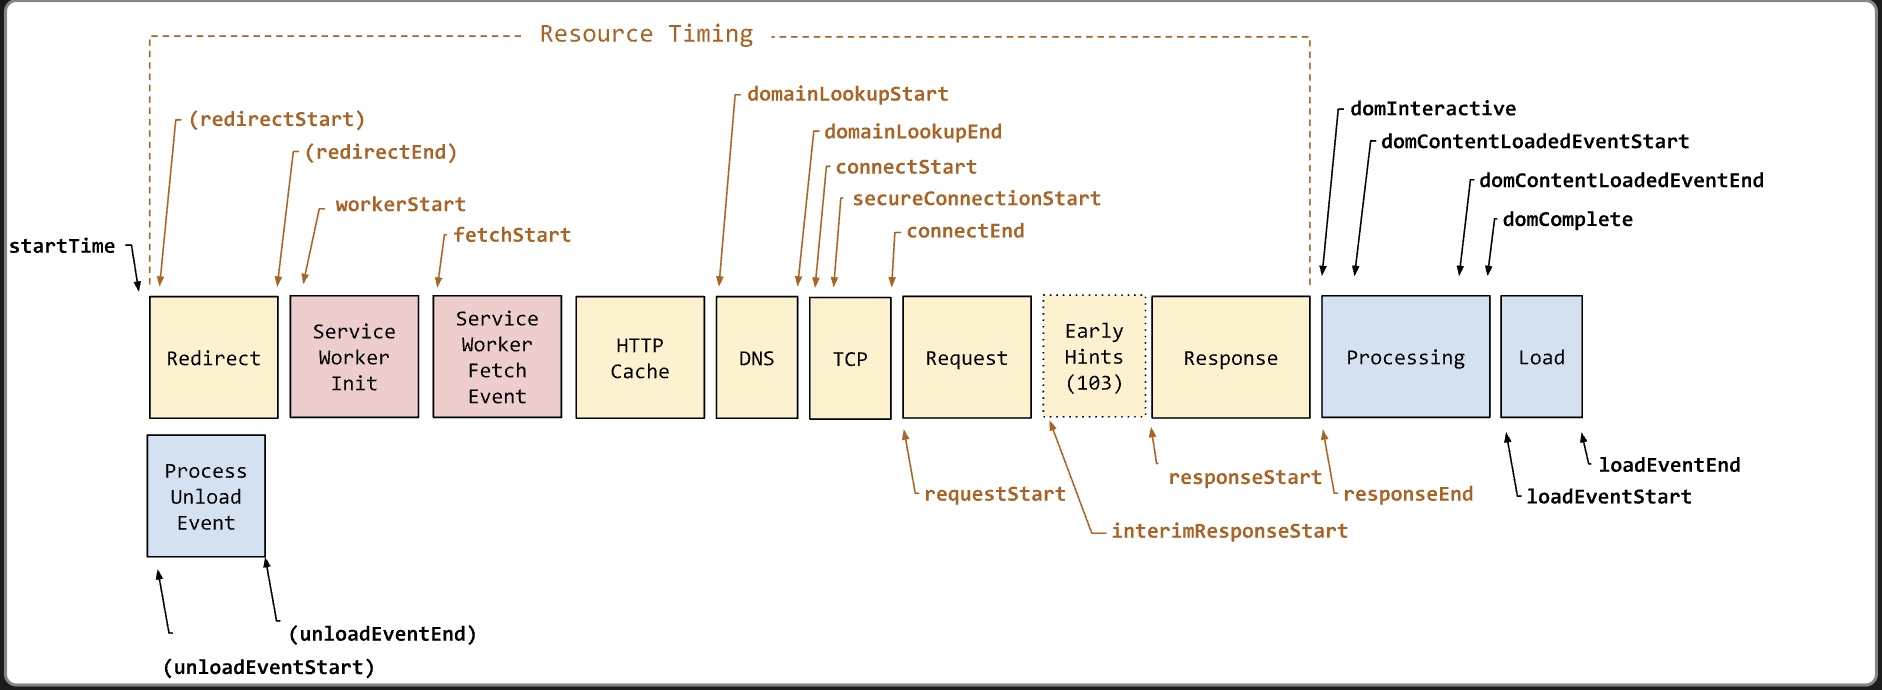 Resource Timing
domainLookupStart
(redirectStart)
domInteractive
domainLookupEnd
domContentLoadedEventStart
(redirectEnd)
connectStart
domContentLoadedEventEnd
workerStart
secureConnectionStart
domComplete
fetchStart
connectEnd
startTime
Redirect
Service
Worker
Init
Service
Worker
Fetch
Event
HTTP
Cache
DNS
TCP
Request
Early
Hints
(103)
Response
Processing
Load
Process
Unload
Event
requestStart
responseStart
responseEnd
interimResponseStart
loadEventEnd
loadEventStart
(unloadEventEnd)
(unloadEventStart)